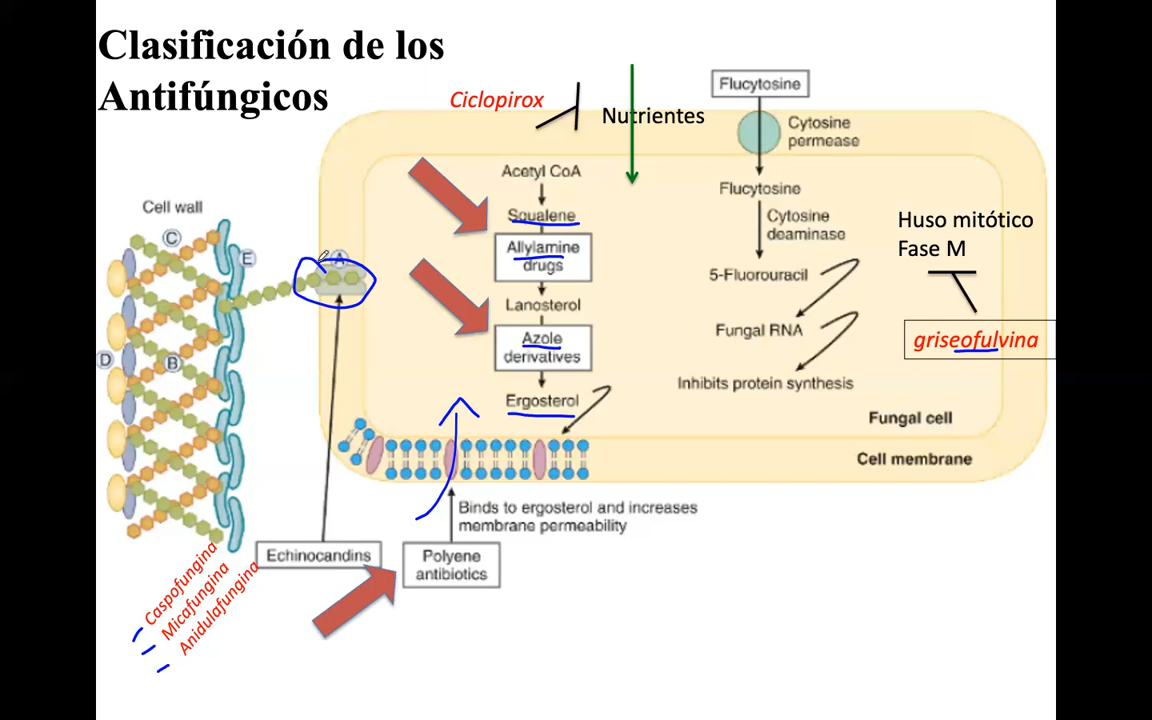 Clasificación de los
Antifúngicos
Ciclopirox
Nutrientes
Flucytosine
Cytosine
permease
Acetyl CoA
Squalene
Allylamine
drugs
Lanosterol
Azole
derivatives
Ergosterol
Flucytosine
Cytosine
deaminase
5-Fluorouracil
Fungal RNA
Inhibits protein synthesis
Huso mitótico
Fase M
griseofulvina
Fungal cell
Cell membrane
Cell wall
C
E
A
D
B
Binds to ergosterol and increases
membrane permeability
Echinocandins
Polyene
antibiotics
Caspofungina
Micafungina
Anidulafungina